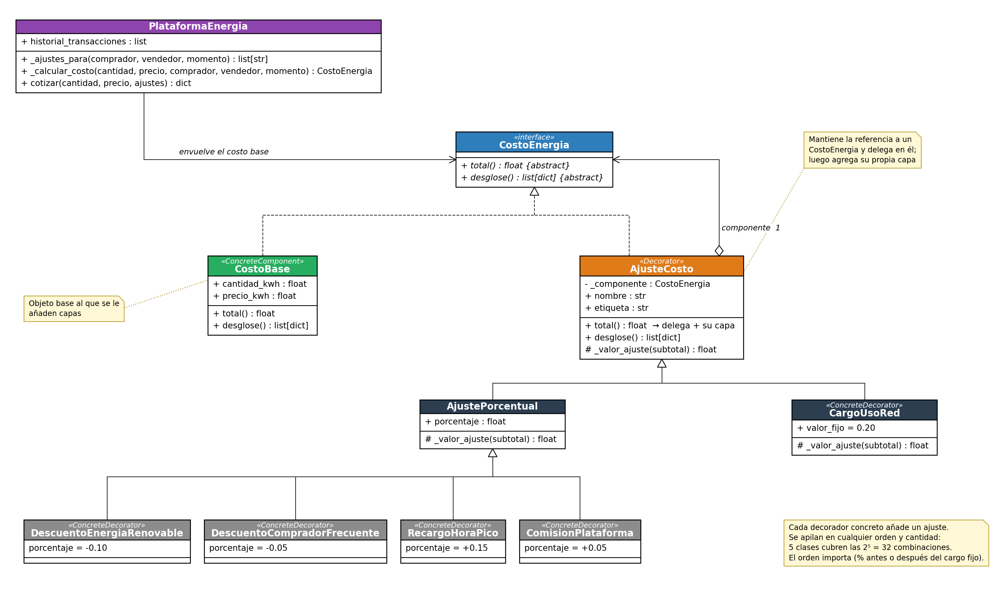 PlataformaEnergia
+ historial_transacciones : list
+ _ajustes_para(comprador, vendedor, momento) : list[str]
+ _calcular_costo(cantidad, precio, comprador, vendedor, momento) : CostoEnergia
+ cotizar(cantidad, precio, ajustes) : dict
envuelve el costo base
«interface»
CostoEnergia
+ total() : float {abstract}
+ desglose() : list[dict] {abstract}
Mantiene la referencia a un
CostoEnergia y delega en él;
luego agrega su propia capa
componente 1
«ConcreteComponent»
CostoBase
+ cantidad_kwh : float
+ precio_kwh : float
+ total() : float
+ desglose() : list[dict]
Objeto base al que se le
añaden capas
«Decorator»
AjusteCosto
- _componente : CostoEnergia
+ nombre : str
+ etiqueta : str
+ total() : float → delega + su capa
+ desglose() : list[dict]
# _valor_ajuste(subtotal) : float
AjustePorcentual
+ porcentaje : float
# _valor_ajuste(subtotal) : float
«ConcreteDecorator»
CargoUsoRed
+ valor_fijo = 0.20
# _valor_ajuste(subtotal) : float
«ConcreteDecorator»
DescuentoEnergiaRenovable
porcentaje = -0.10
«ConcreteDecorator»
DescuentoCompradorFrecuente
porcentaje = -0.05
«ConcreteDecorator»
RecargoHoraPico
porcentaje = +0.15
«ConcreteDecorator»
ComisionPlataforma
porcentaje = +0.05
Cada decorador concreto añade un ajuste.
Se apilan en cualquier orden y cantidad:
5 clases cubren las 2⁵ = 32 combinaciones.
El orden importa (% antes o después del cargo fijo).